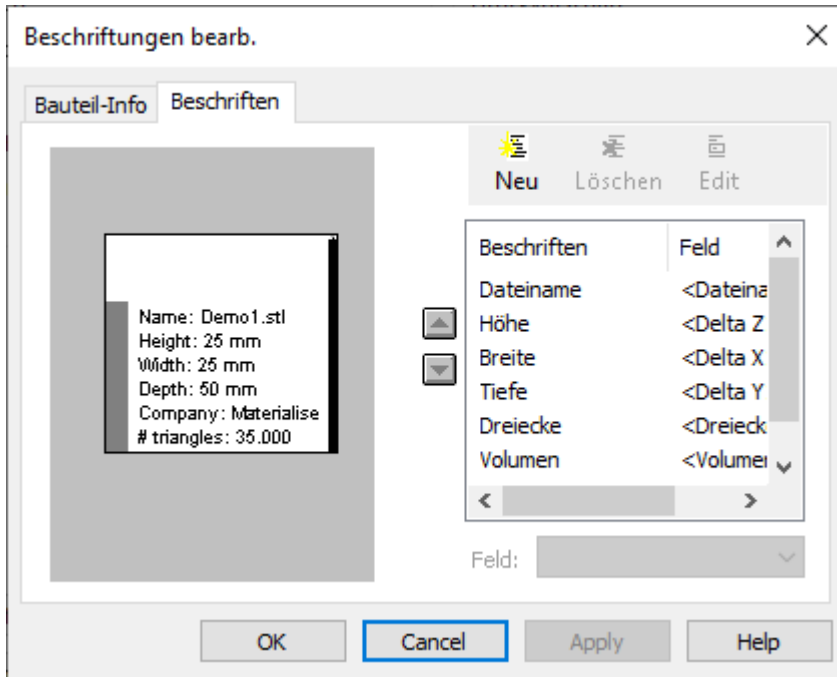 Beschriftungen bearb.
Bauteil-Info
Beschriften
Neu
Löschen
Edit
Name: Demo1.stl
Height: 25 mm
Width: 25 mm
Depth: 50 mm
Company: Materialise
# triangles: 35.000
Beschriften Feld
Dateiname <Dateina
Höhe <Delta Z
Breite <Delta X
Tiefe <Delta Y
Dreiecke <Dreieck
Volumen <Volumen
Feld:
OK
Cancel
Apply
Help